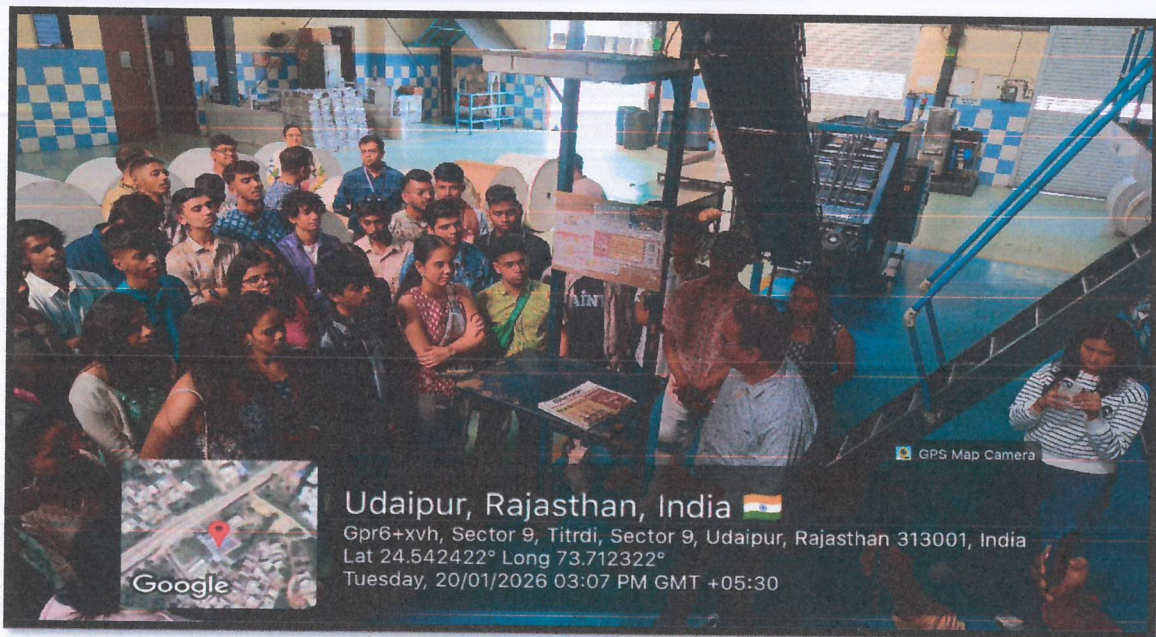 GPS Map Camera
Udaipur, Rajasthan, India
Gpr6+xvh, Sector 9, Titrdi, Sector 9, Udaipur, Rajasthan 313001, India
Lat 24.542422° Long 73.712322°
Tuesday, 20/01/2026 03:07 PM GMT +05:30
Google